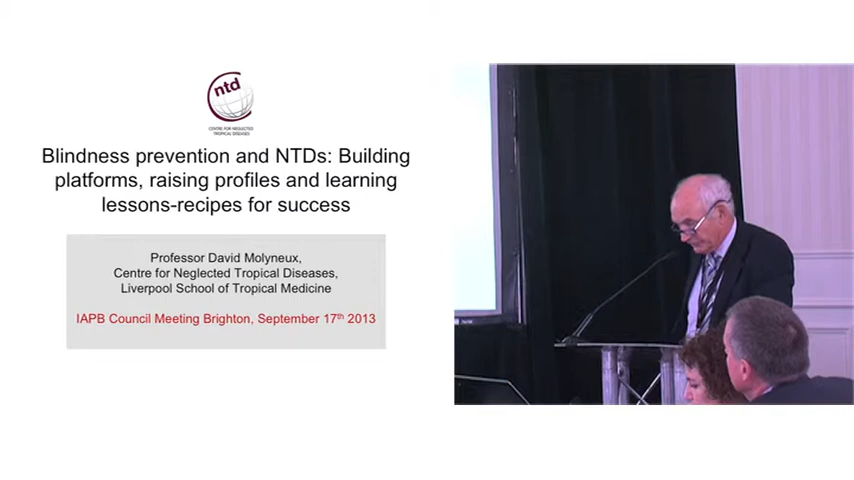 ntd
CENTRE FOR NEGLECTED
TROPICAL DISEASES
Blindness prevention and NTDs: Building
platforms, raising profiles and learning
lessons-recipes for success
Professor David Molyneux,
Centre for Neglected Tropical Diseases,
Liverpool School of Tropical Medicine
IAPB Council Meeting Brighton, September 17th 2013